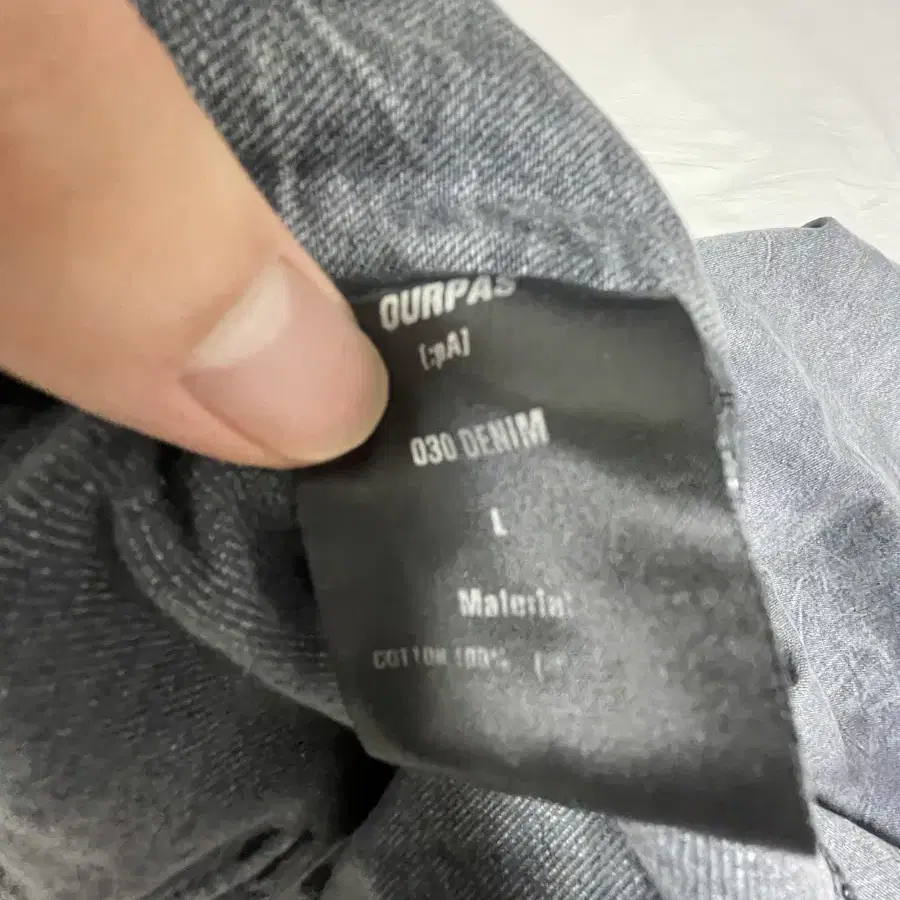 OURPAS
[:pA]
030 DENIM
L
Material
COTTON 100%